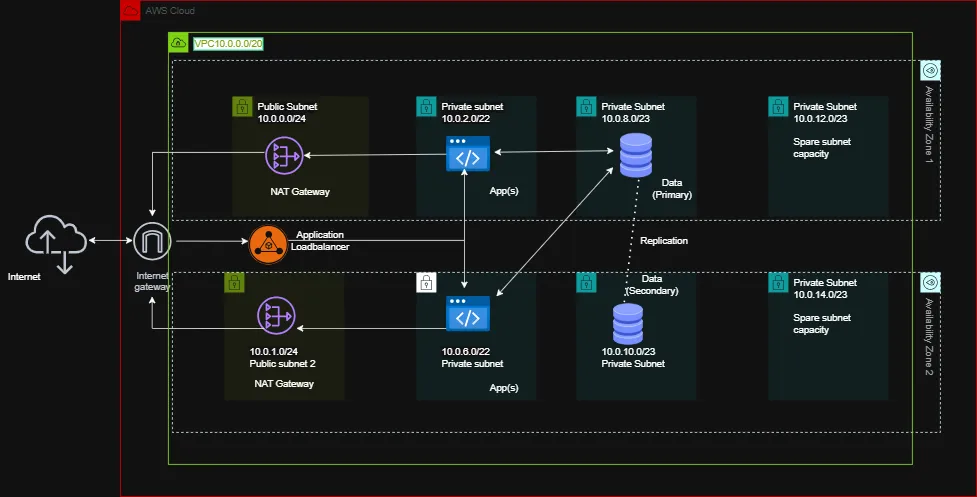 AWS Cloud
VPC10.0.0.0/20
Public Subnet
10.0.0.0/24
NAT Gateway
Private subnet
10.0.2.0/22
App(s)
Private Subnet
10.0.8.0/23
Data
(Primary)
Private Subnet
10.0.12.0/23
Spare subnet
capacity
Availability Zone 1
Internet
Internet
gateway
Application
Loadbalancer
Replication
10.0.1.0/24
Public subnet 2
NAT Gateway
10.0.6.0/22
Private subnet
App(s)
Data
(Secondary)
10.0.10.0/23
Private Subnet
Private Subnet
10.0.14.0/23
Spare subnet
capacity
Availability Zone 2